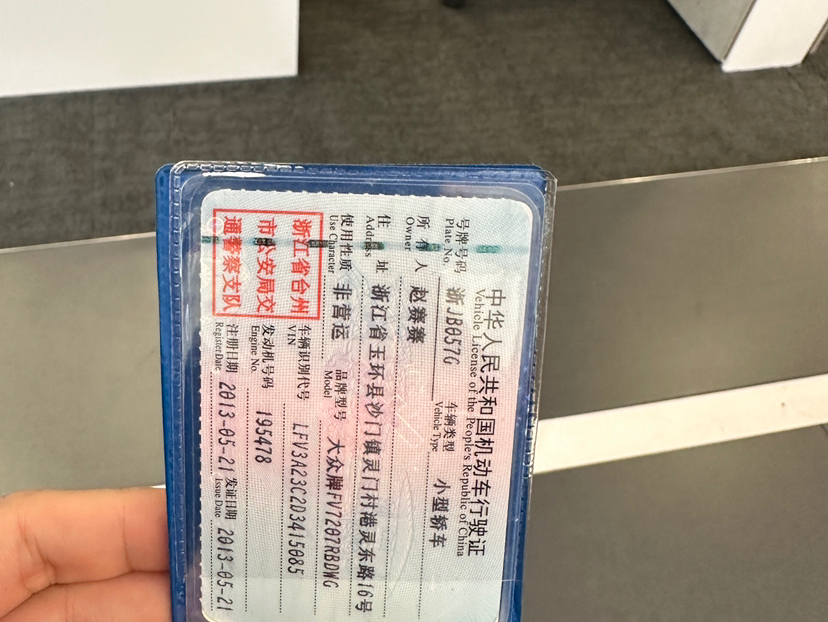 中华人民共和国机动车行驶证
Vehicle License of the People's Republic of China
号牌号码 浙JB057G 车辆类型 小型轿车
Plate No. Vehicle Type
所有人 赵赛赛
Owner
住址 浙江省玉环县沙门镇灵门村港灵东路16号
Address
使用性质 非营运 品牌型号 大众牌FV7207RBDWG
Use Character Model
浙江省台州
市公安局交
通警察支队
车辆识别代号 LFV3A23C2D3415085
VIN
发动机号码 195478
Engine No.
注册日期 2013-05-21 发证日期 2013-05-21
Register Date Issue Date